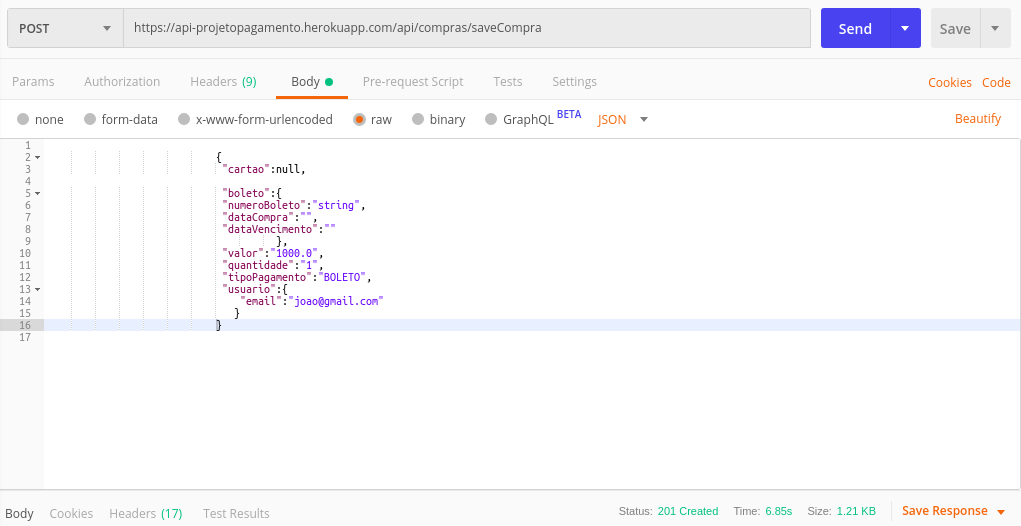 POST https://api-projetopagamento.herokuapp.com/api/compras/saveCompra Send Save
Params Authorization Headers (9) Body Pre-request Script Tests Settings Cookies Code
none form-data x-www-form-urlencoded raw binary GraphQL BETA JSON Beautify
1
2 {
3 "cartao":null,
4
5 "boleto":{
6 "numeroBoleto":"string",
7 "dataCompra":"",
8 "dataVencimento":""
9 },
10 "valor":"1000.0",
11 "quantidade":"1",
12 "tipoPagamento":"BOLETO",
13 "usuario":{
14 "email":"joao@gmail.com"
15 }
16 }
17
Body Cookies Headers (17) Test Results Status: 201 Created Time: 6.85s Size: 1.21 KB Save Response